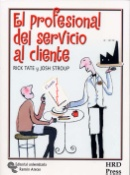 El profesional
del servicio
al cliente
RICK TATE y JOSH STROUP
HRD
Press